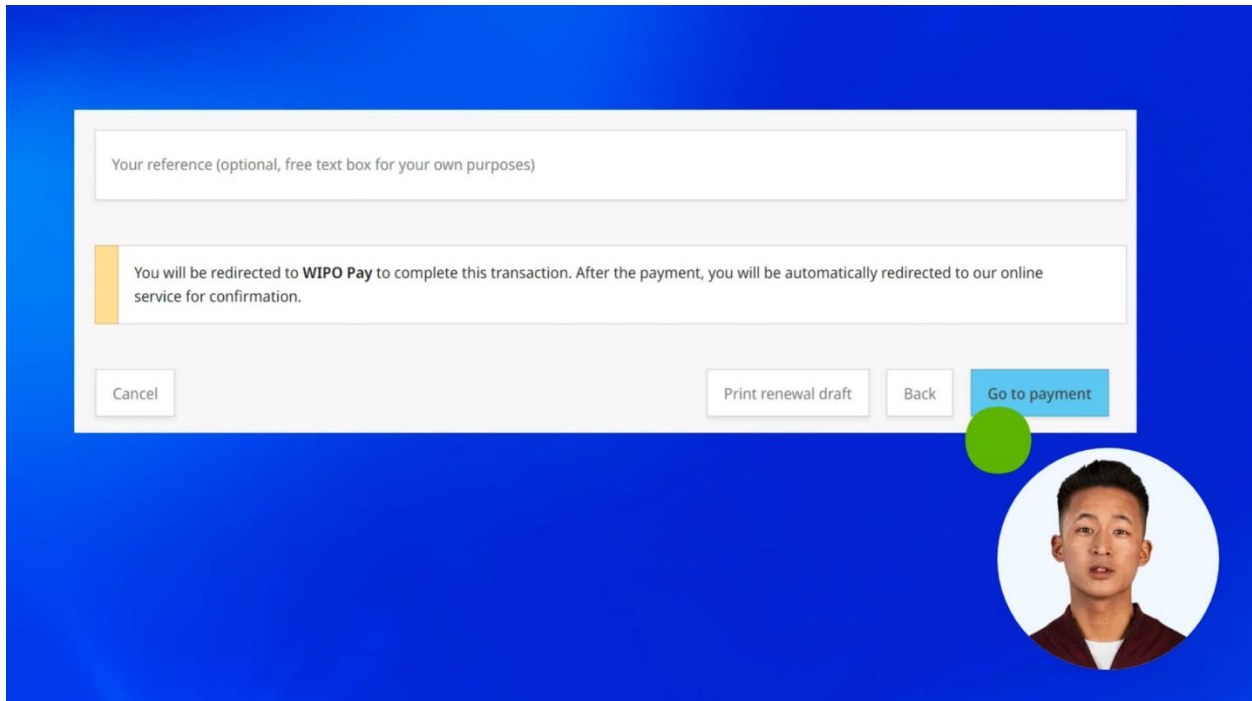 Your reference (optional, free text box for your own purposes)
You will be redirected to WIPO Pay to complete this transaction. After the payment, you will be automatically redirected to our online
service for confirmation.
Cancel
Print renewal draft
Back
Go to payment